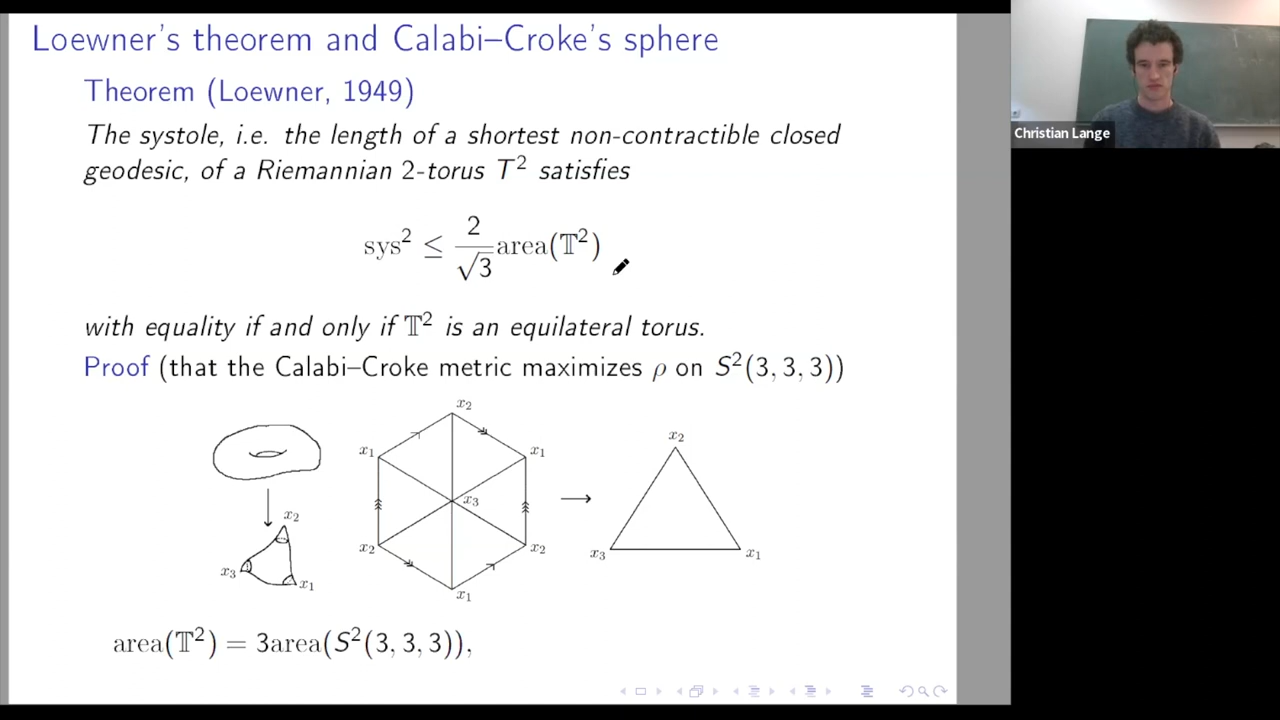 Loewner's theorem and Calabi–Croke's sphere
Theorem (Loewner, 1949)
The systole, i.e. the length of a shortest non-contractible closed
geodesic, of a Riemannian 2-torus T² satisfies
sys² ≤ 2/√3 area(𝕋²)
with equality if and only if 𝕋² is an equilateral torus.
Proof (that the Calabi–Croke metric maximizes ρ on S²(3, 3, 3))
x₂
x₁ x₁
x₃
x₂ x₂
x₁
x₂
x₃ x₁
x₂
x₃ x₁
area(𝕋²) = 3area(S²(3, 3, 3)),
Christian Lange